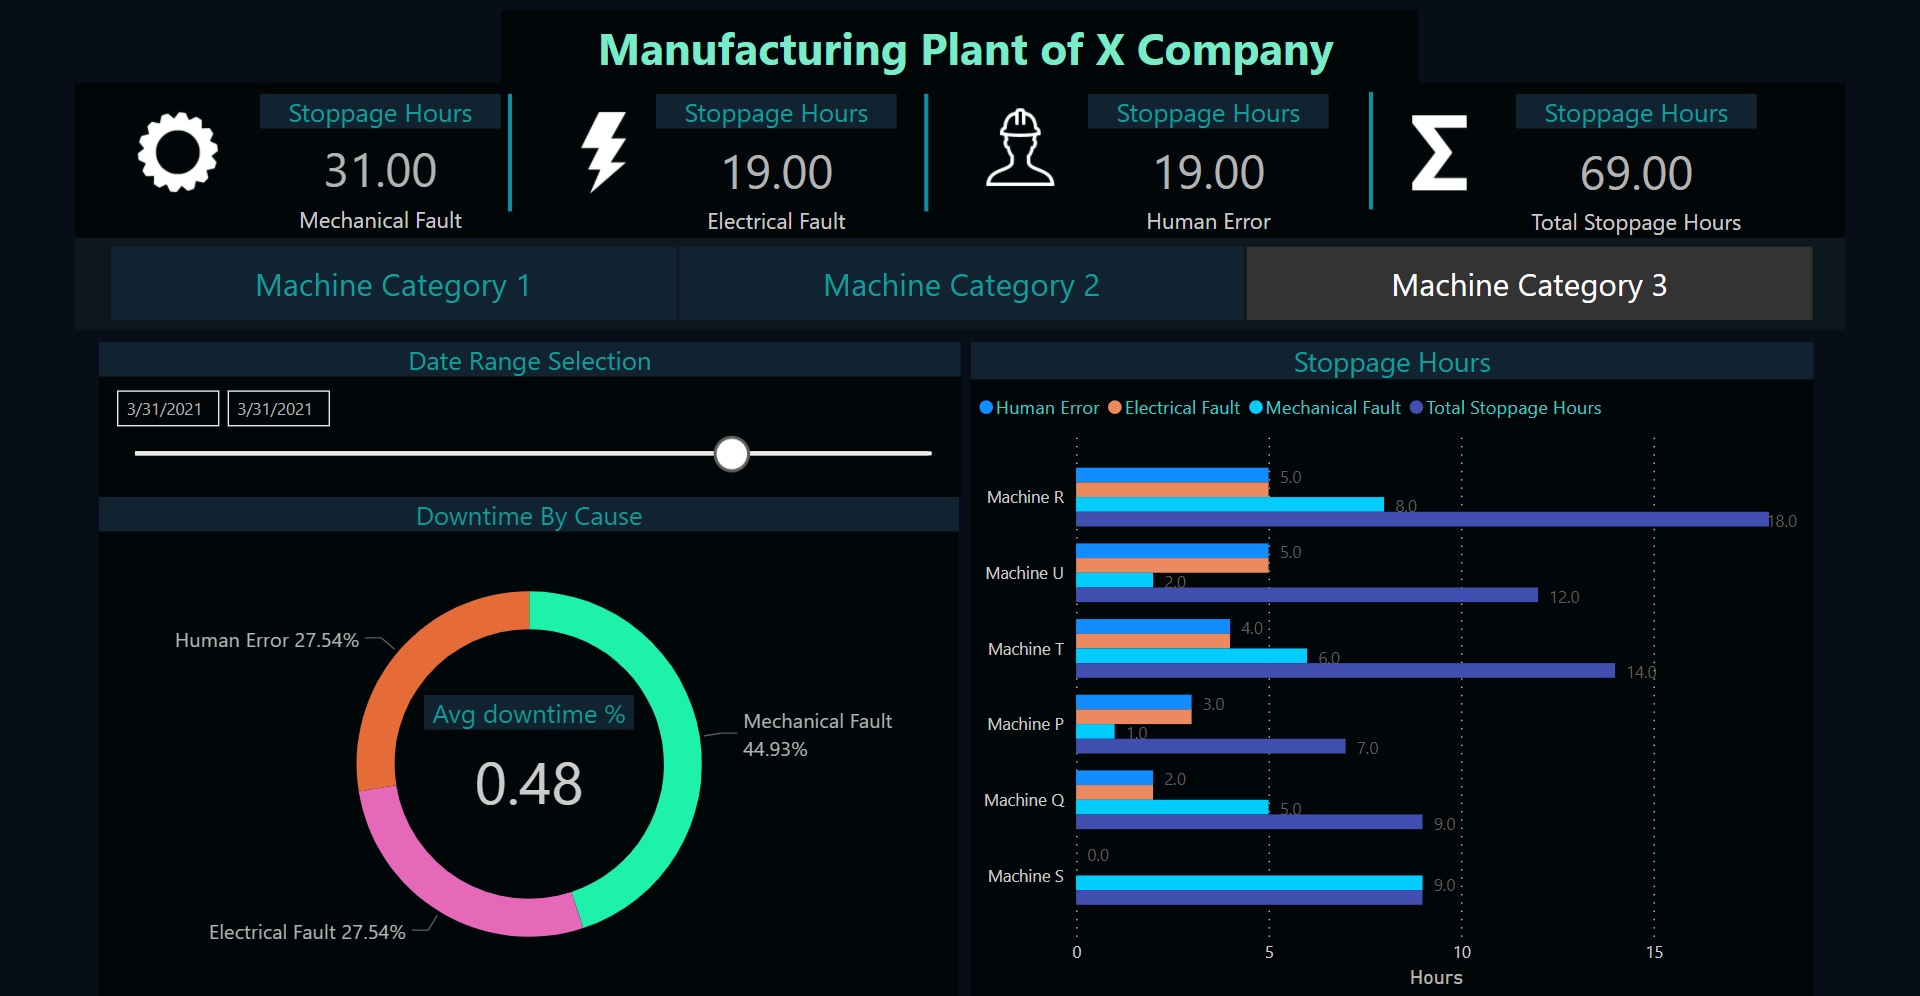 Manufacturing Plant of X Company
Stoppage Hours
31.00
Mechanical Fault
Stoppage Hours
19.00
Electrical Fault
Stoppage Hours
19.00
Human Error
Stoppage Hours
69.00
Total Stoppage Hours
Machine Category 1
Machine Category 2
Machine Category 3
Date Range Selection
3/31/2021
3/31/2021
Downtime By Cause
Human Error 27.54%
Avg downtime %
0.48
Mechanical Fault
44.93%
Electrical Fault 27.54%
Stoppage Hours
Human Error Electrical Fault Mechanical Fault Total Stoppage Hours
Machine R
5.0
8.0
18.0
Machine U
5.0
2.0
12.0
Machine T
4.0
6.0
14.0
Machine P
3.0
1.0
7.0
Machine Q
2.0
5.0
9.0
Machine S
0.0
9.0
0 5 10 15
Hours